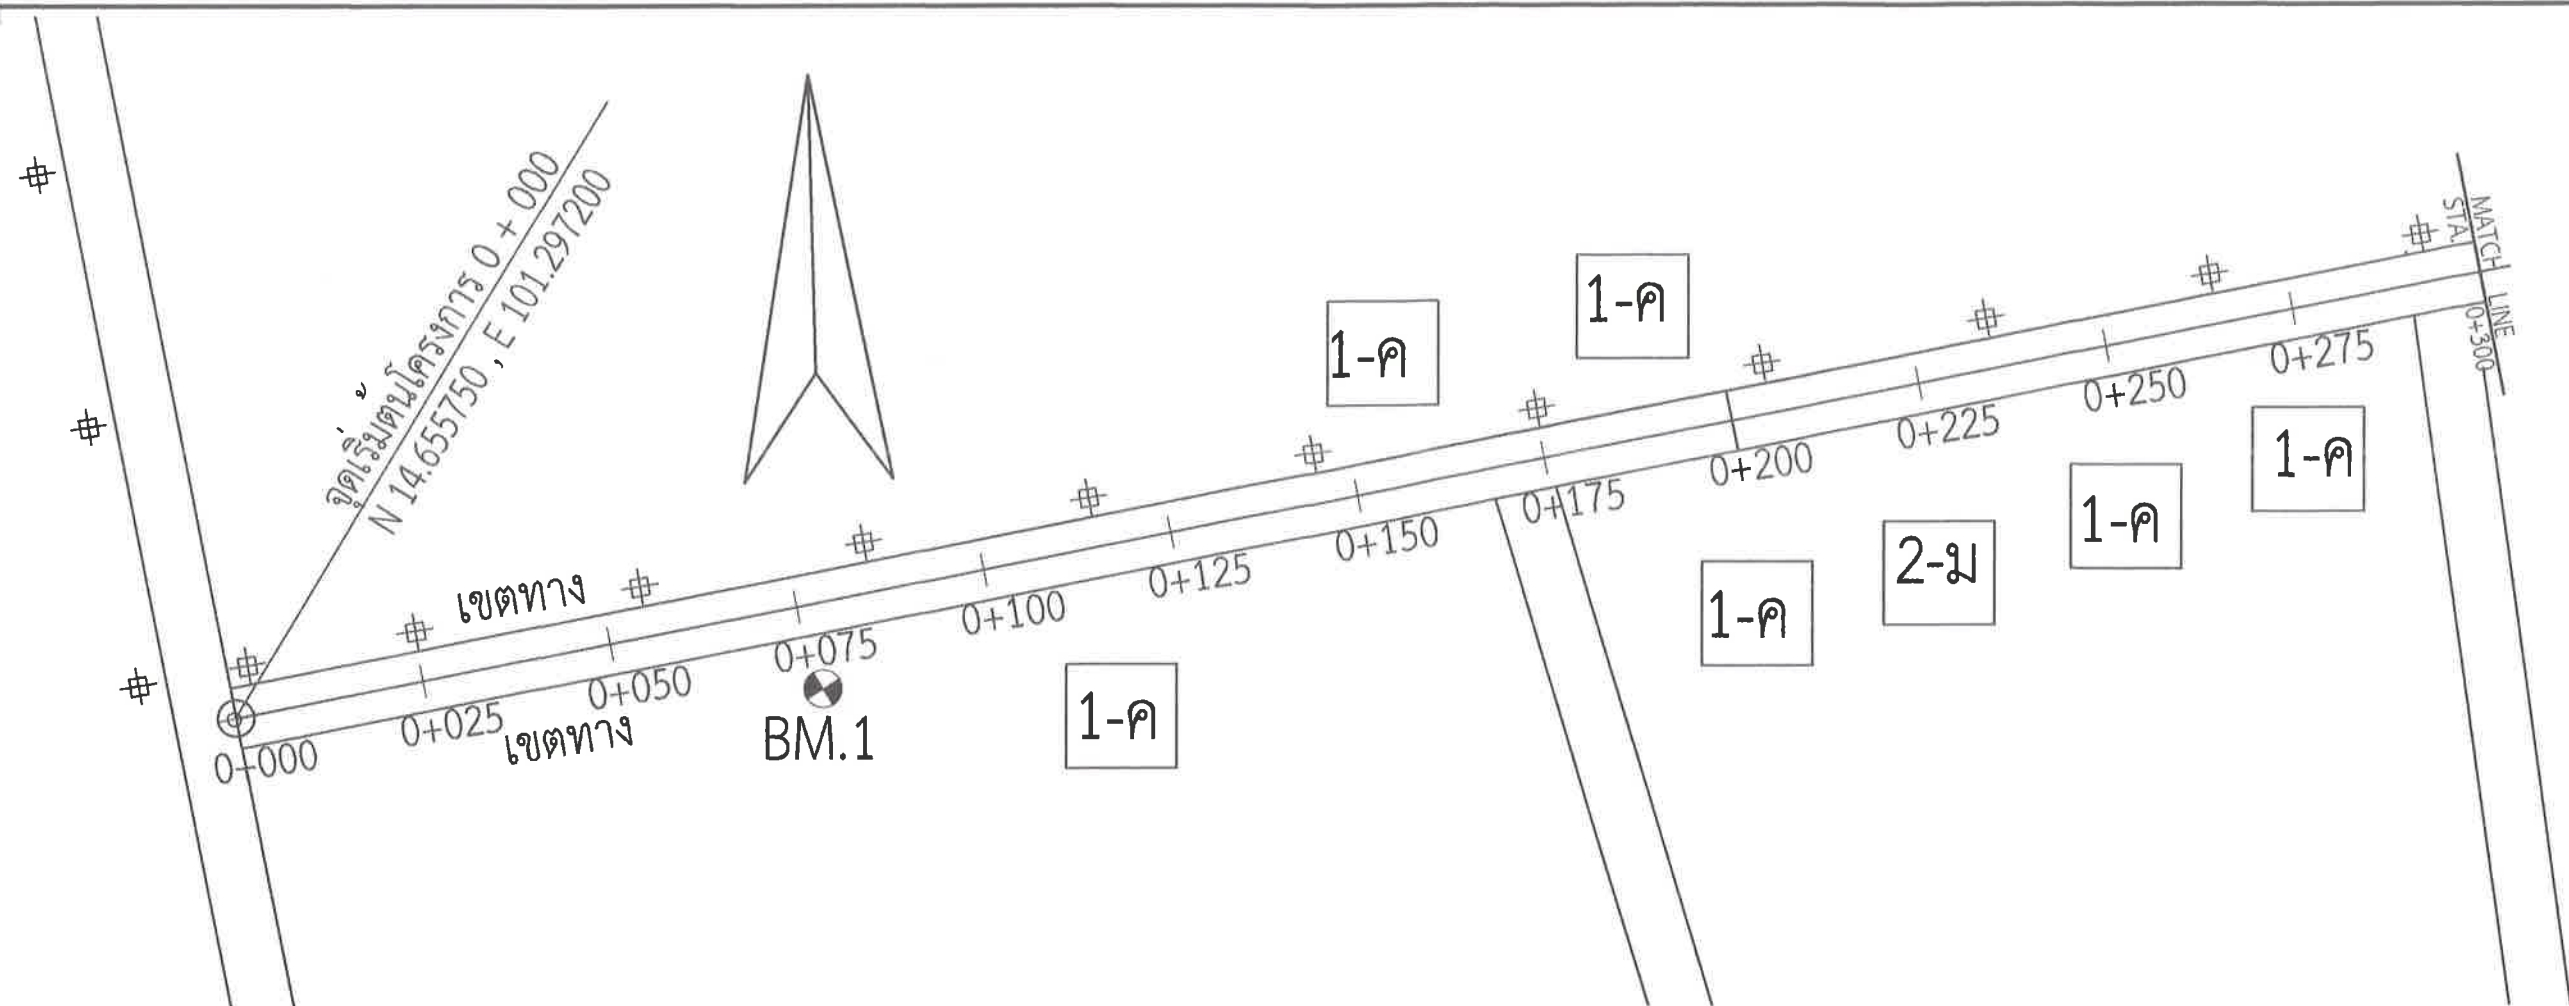 จุดเริ่มต้นโครงการ 0 + 000
N 14.655750 , E 101.297200
MATCH LINE
STA. 0+300
1-ค
1-ค
เขตทาง
0+000
0+025
0+050
0+075
0+100
0+125
0+150
0+175
0+200
0+225
0+250
0+275
เขตทาง
BM.1
1-ค
1-ค
2-ม
1-ค
1-ค